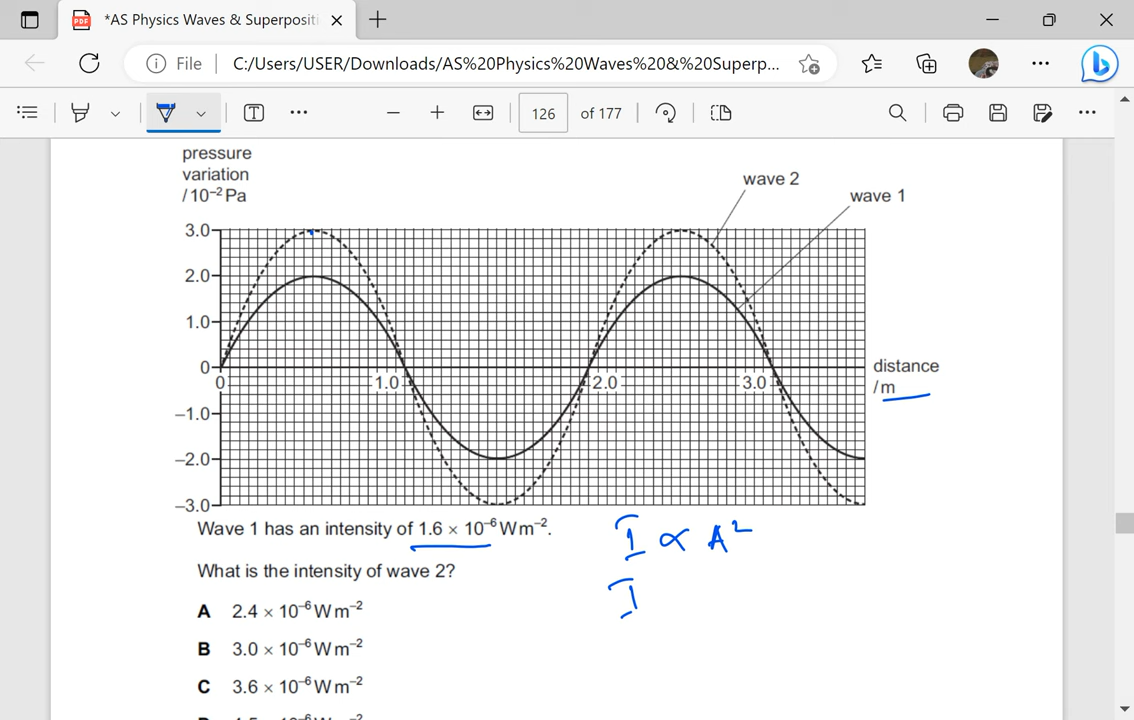 *AS Physics Waves & Superpositi
File C:/Users/USER/Downloads/AS%20Physics%20Waves%20&%20Superp...
126 of 177
pressure
variation
/10⁻² Pa
wave 2
wave 1
3.0
2.0
1.0
0
distance
/m
0 1.0 2.0 3.0
−1.0
−2.0
−3.0
Wave 1 has an intensity of 1.6 × 10⁻⁶ W m⁻².
I ∝ A²
What is the intensity of wave 2?
I
A 2.4 × 10⁻⁶ W m⁻²
B 3.0 × 10⁻⁶ W m⁻²
C 3.6 × 10⁻⁶ W m⁻²